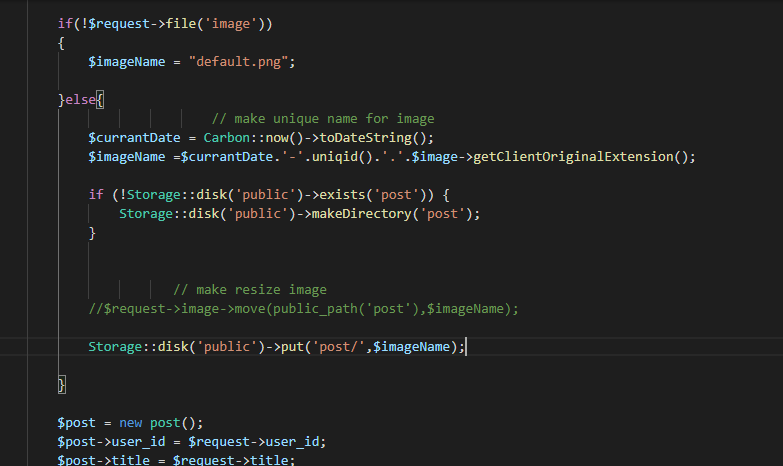 if(!$request->file('image'))
{
$imageName = "default.png";
}else{
// make unique name for image
$currantDate = Carbon::now()->toDateString();
$imageName =$currantDate.'-'.uniqid().'.'.$image->getClientOriginalExtension();
if (!Storage::disk('public')->exists('post')) {
Storage::disk('public')->makeDirectory('post');
}
// make resize image
//$request->image->move(public_path('post'),$imageName);
Storage::disk('public')->put('post/',$imageName);
}
$post = new post();
$post->user_id = $request->user_id;
$post->title = $request->title;